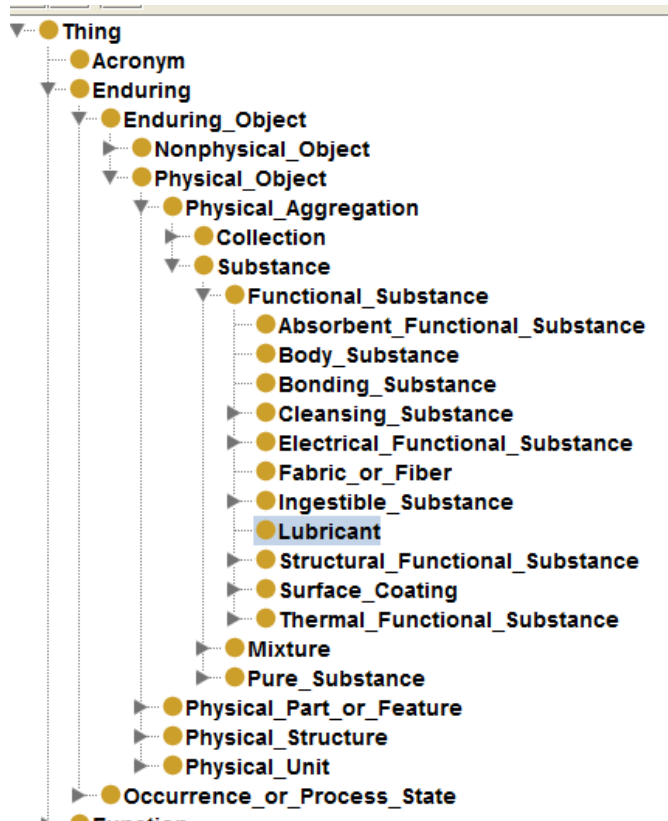 Thing
Acronym
Enduring
Enduring_Object
Nonphysical_Object
Physical_Object
Physical_Aggregation
Collection
Substance
Functional_Substance
Absorbent_Functional_Substance
Body_Substance
Bonding_Substance
Cleansing_Substance
Electrical_Functional_Substance
Fabric_or_Fiber
Ingestible_Substance
Lubricant
Structural_Functional_Substance
Surface_Coating
Thermal_Functional_Substance
Mixture
Pure_Substance
Physical_Part_or_Feature
Physical_Structure
Physical_Unit
Occurrence_or_Process_State